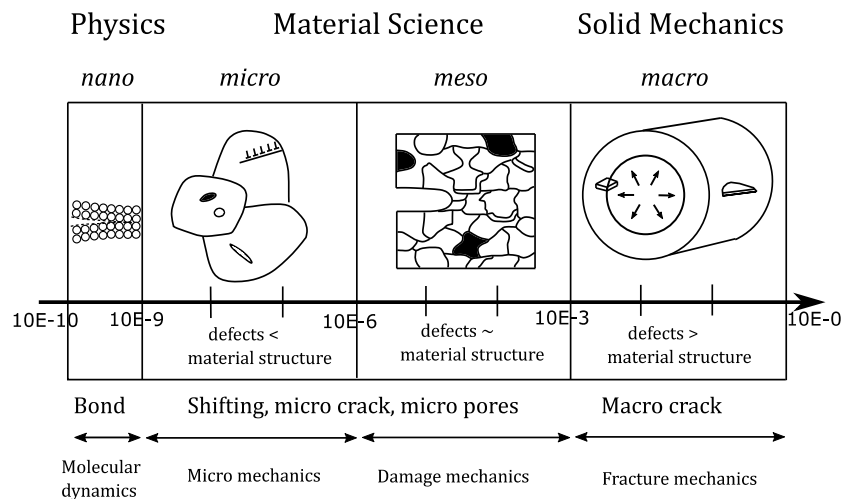 Physics Material Science Solid Mechanics
nano micro meso macro
10E-10 10E-9 10E-6 10E-3 10E-0
defects <
material structure
defects ~
material structure
defects >
material structure
Bond Shifting, micro crack, micro pores Macro crack
Molecular
dynamics
Micro mechanics Damage mechanics Fracture mechanics